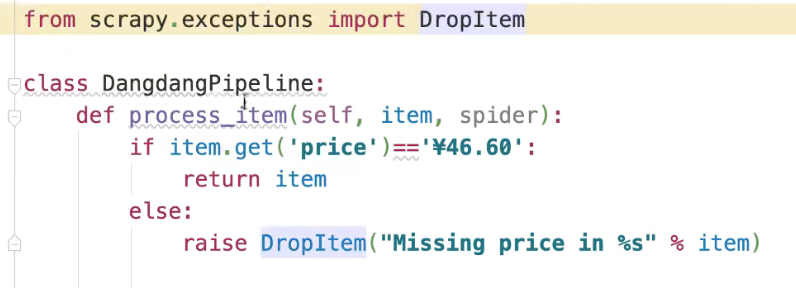 from scrapy.exceptions import DropItem
class DangdangPipeline:
def process_item(self, item, spider):
if item.get('price')=='¥46.60':
return item
else:
raise DropItem("Missing price in %s" % item)